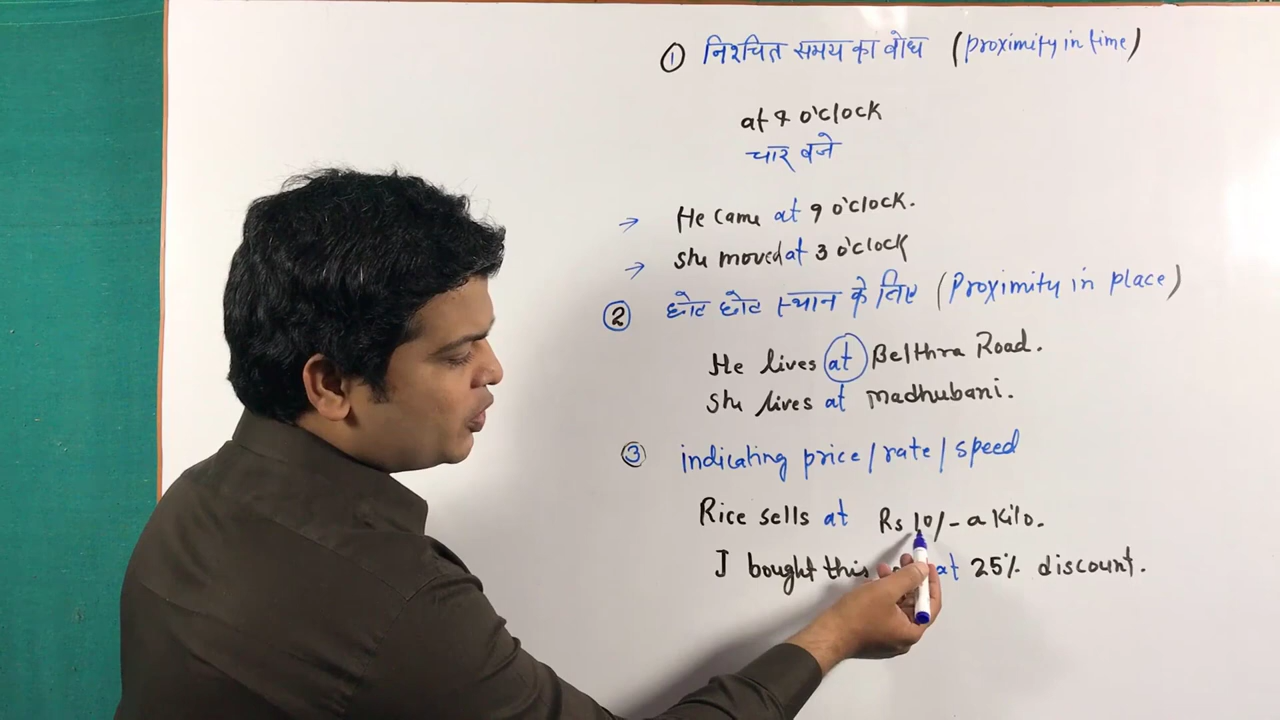 ① निश्चित समय का बोध (proximity in time)
at 4 o'clock
चार बजे
→ He came at 9 o'clock.
→ she moved at 3 o'clock
② छोटे छोटे स्थान के लिए (Proximity in place)
He lives at Belthra Road.
She lives at Madhubani.
③ indicating price/rate/speed
Rice sells at Rs 10/- a kilo.
I bought this at 25% discount.